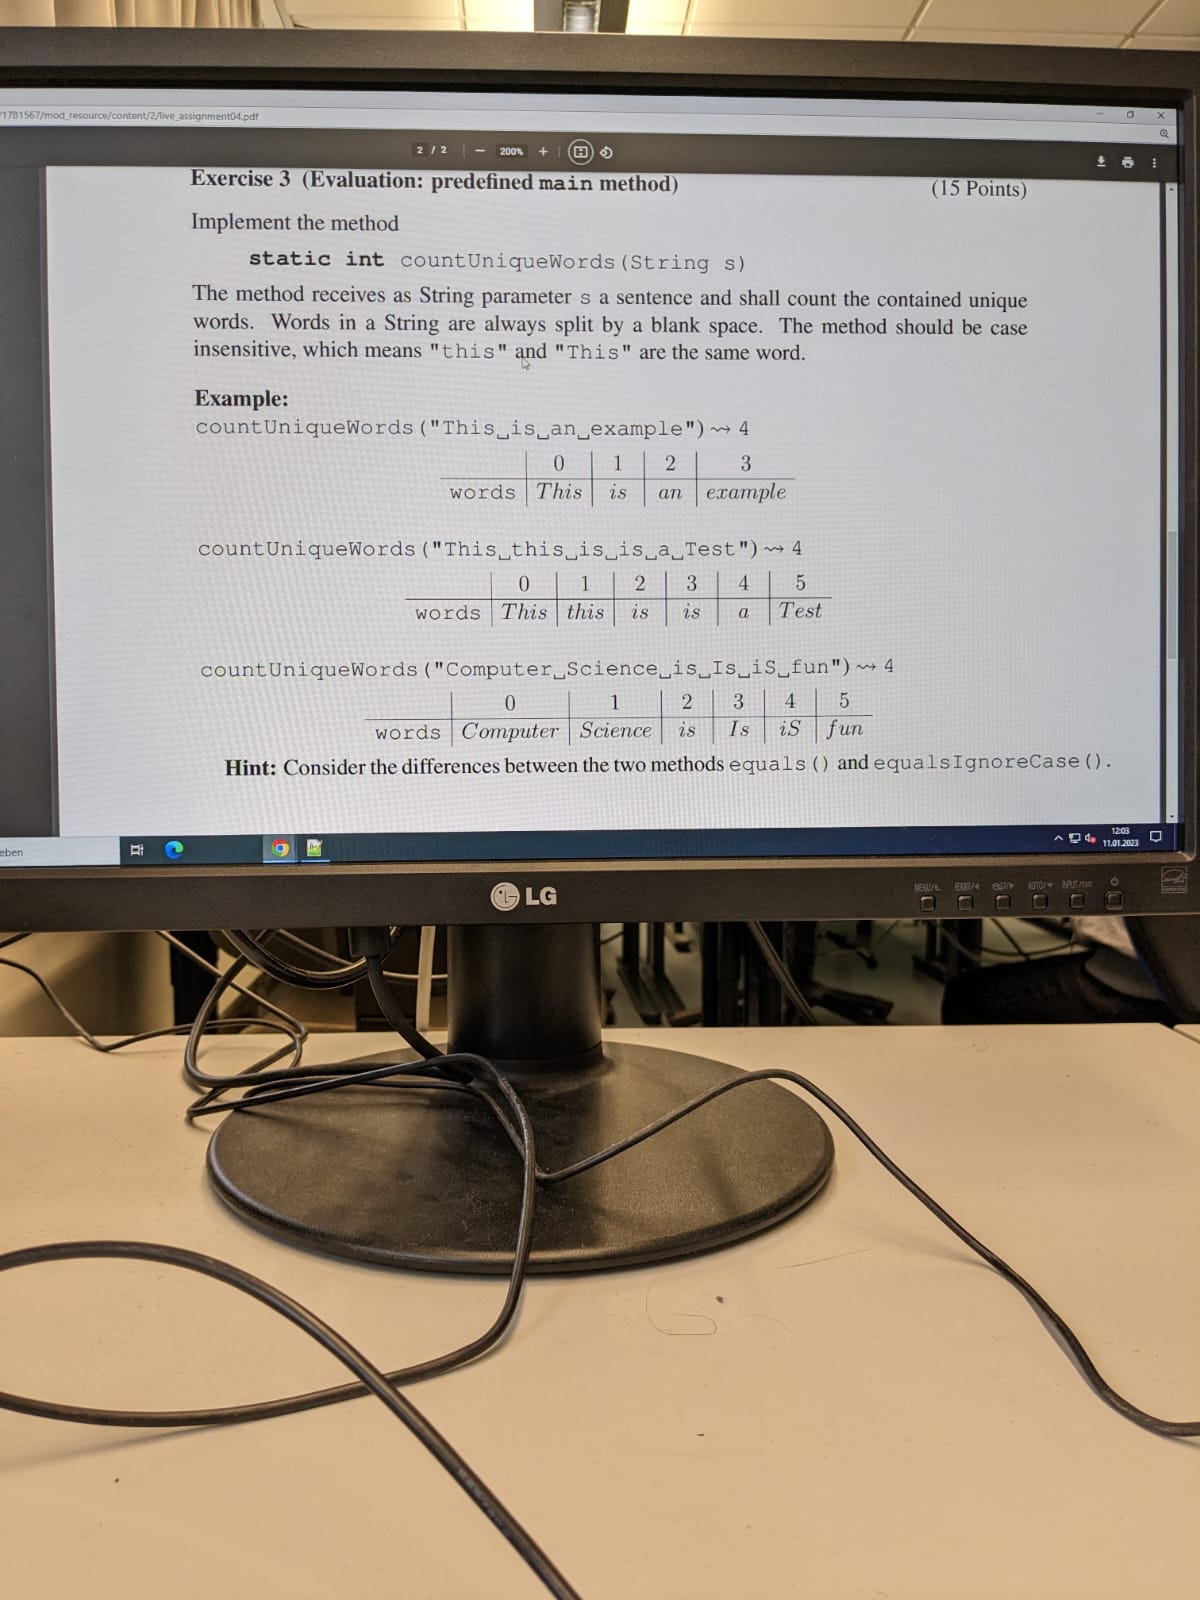 1781567/mod_resource/content/2/live_assignment04.pdf
2 / 2 | − 200% + |
Exercise 3 (Evaluation: predefined main method) (15 Points)
Implement the method
static int countUniqueWords(String s)
The method receives as String parameter s a sentence and shall count the contained unique
words. Words in a String are always split by a blank space. The method should be case
insensitive, which means "this" and "This" are the same word.
Example:
countUniqueWords("This␣is␣an␣example") ⇝ 4
0 1 2 3
words This is an example
countUniqueWords("This␣this␣is␣is␣a␣Test") ⇝ 4
0 1 2 3 4 5
words This this is is a Test
countUniqueWords("Computer␣Science␣is␣Is␣iS␣fun") ⇝ 4
0 1 2 3 4 5
words Computer Science is Is iS fun
Hint: Consider the differences between the two methods equals() and equalsIgnoreCase().
eben
12:03
11.01.2023
LG
MENU/ AUTO/ INPUT/